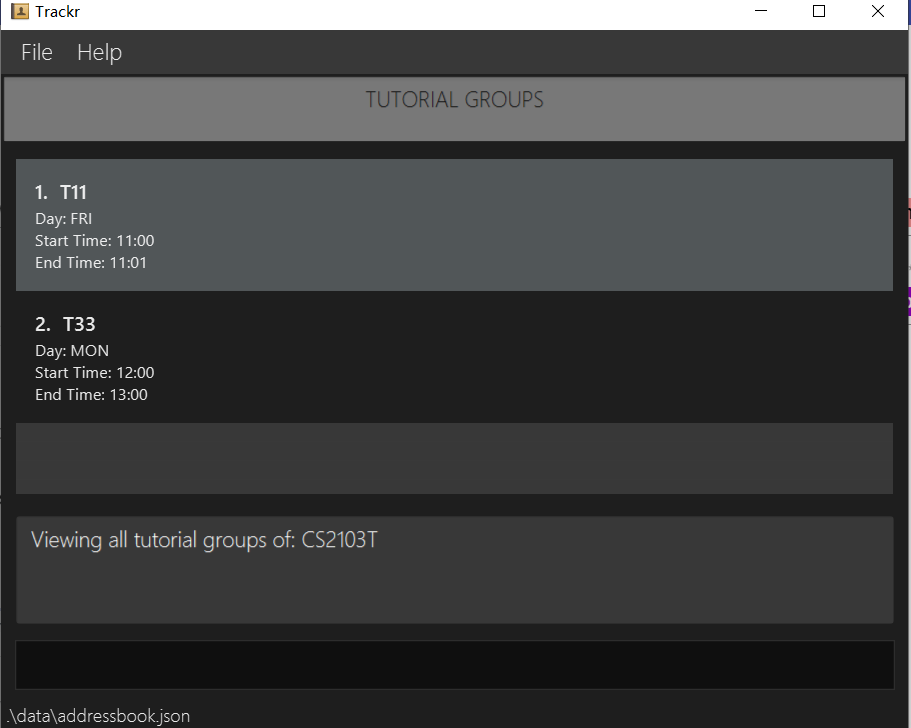 Trackr
File Help
TUTORIAL GROUPS
1. T11
Day: FRI
Start Time: 11:00
End Time: 11:01
2. T33
Day: MON
Start Time: 12:00
End Time: 13:00
Viewing all tutorial groups of: CS2103T
.\data\addressbook.json